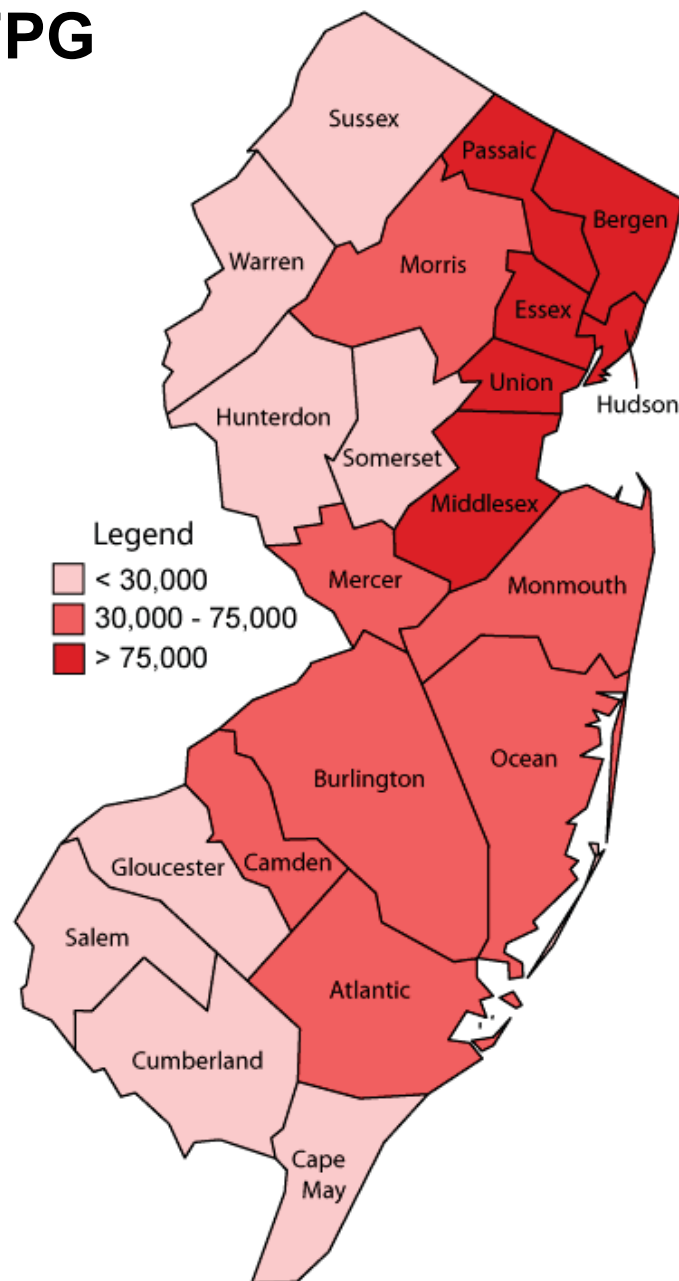 FPG
Sussex
Passaic
Bergen
Warren
Morris
Essex
Union
Hudson
Hunterdon
Somerset
Middlesex
Legend
< 30,000
30,000 - 75,000
> 75,000
Mercer
Monmouth
Ocean
Burlington
Camden
Gloucester
Salem
Atlantic
Cumberland
Cape
May